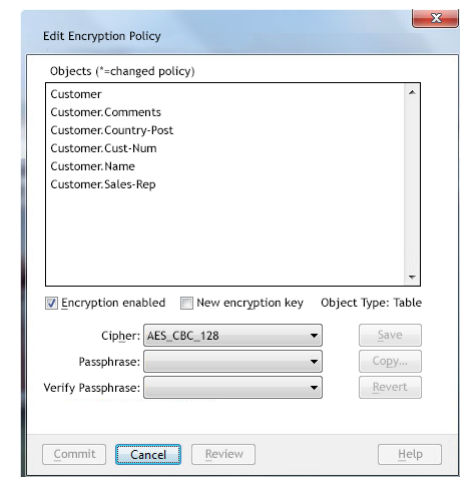 X
Edit Encryption Policy
Objects (*=changed policy)
Customer
Customer.Comments
Customer.Country-Post
Customer.Cust-Num
Customer.Name
Customer.Sales-Rep
Encryption enabled New encryption key Object Type: Table
Cipher: AES_CBC_128 Save
Passphrase: Copy...
Verify Passphrase: Revert
Commit Cancel Review Help